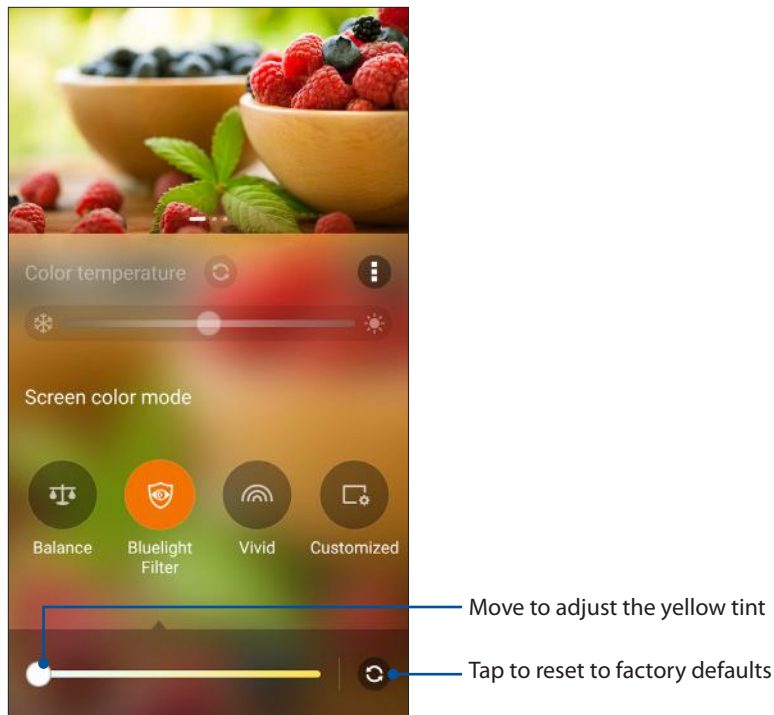 Color temperature
Screen color mode
Balance
Bluelight
Filter
Vivid
Customized
Move to adjust the yellow tint
Tap to reset to factory defaults